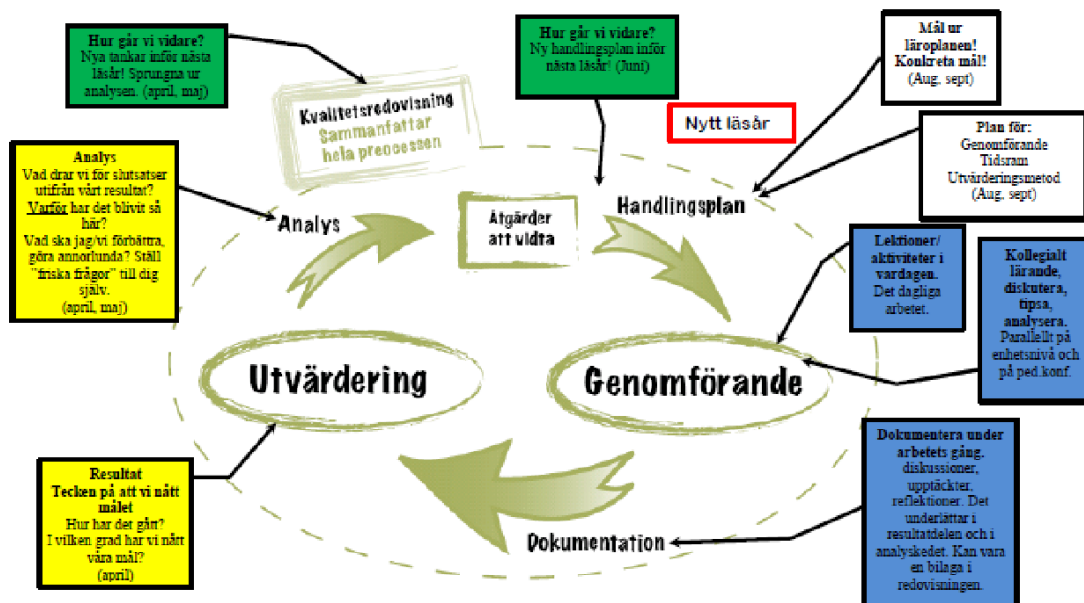 Hur går vi vidare?
Nya tankar inför nästa
läsår! Sprungna ur
analysen. (april, maj)
Hur går vi vidare?
Ny handlingsplan inför
nästa läsår! (Juni)
Mål ur
läroplanen!
Konkreta mål!
(Aug, sept)
Kvalitetsredovisning
Sammanfattar
hela preocessen
Nytt läsår
Plan för:
Genomförande
Tidsram
Utvärderingsmetod
(Aug, sept)
Analys
Vad drar vi för slutsatser
utifrån vårt resultat?
Varför har det blivit så
här?
Vad ska jag/vi förbättra,
göra annorlunda? Ställ
”friska frågor” till dig
själv.
(april, maj)
Analys
Åtgärder
att vidta
Handlingsplan
Lektioner/
aktiviteter i
vardagen.
Det dagliga
arbetet.
Kollegialt
lärande,
diskutera,
tipsa,
analysera.
Parallellt på
enhetsnivå och
på ped.konf.
Utvärdering
Genomförande
Resultat
Tecken på att vi nått
målet
Hur har det gått?
I vilken grad har vi nått
våra mål?
(april)
Dokumentation
Dokumentera under
arbetets gång,
diskussioner,
upptäckter,
reflektioner. Det
underlättar i
resultatdelen och i
analyskedet. Kan vara
en bilaga i
redovisningen.